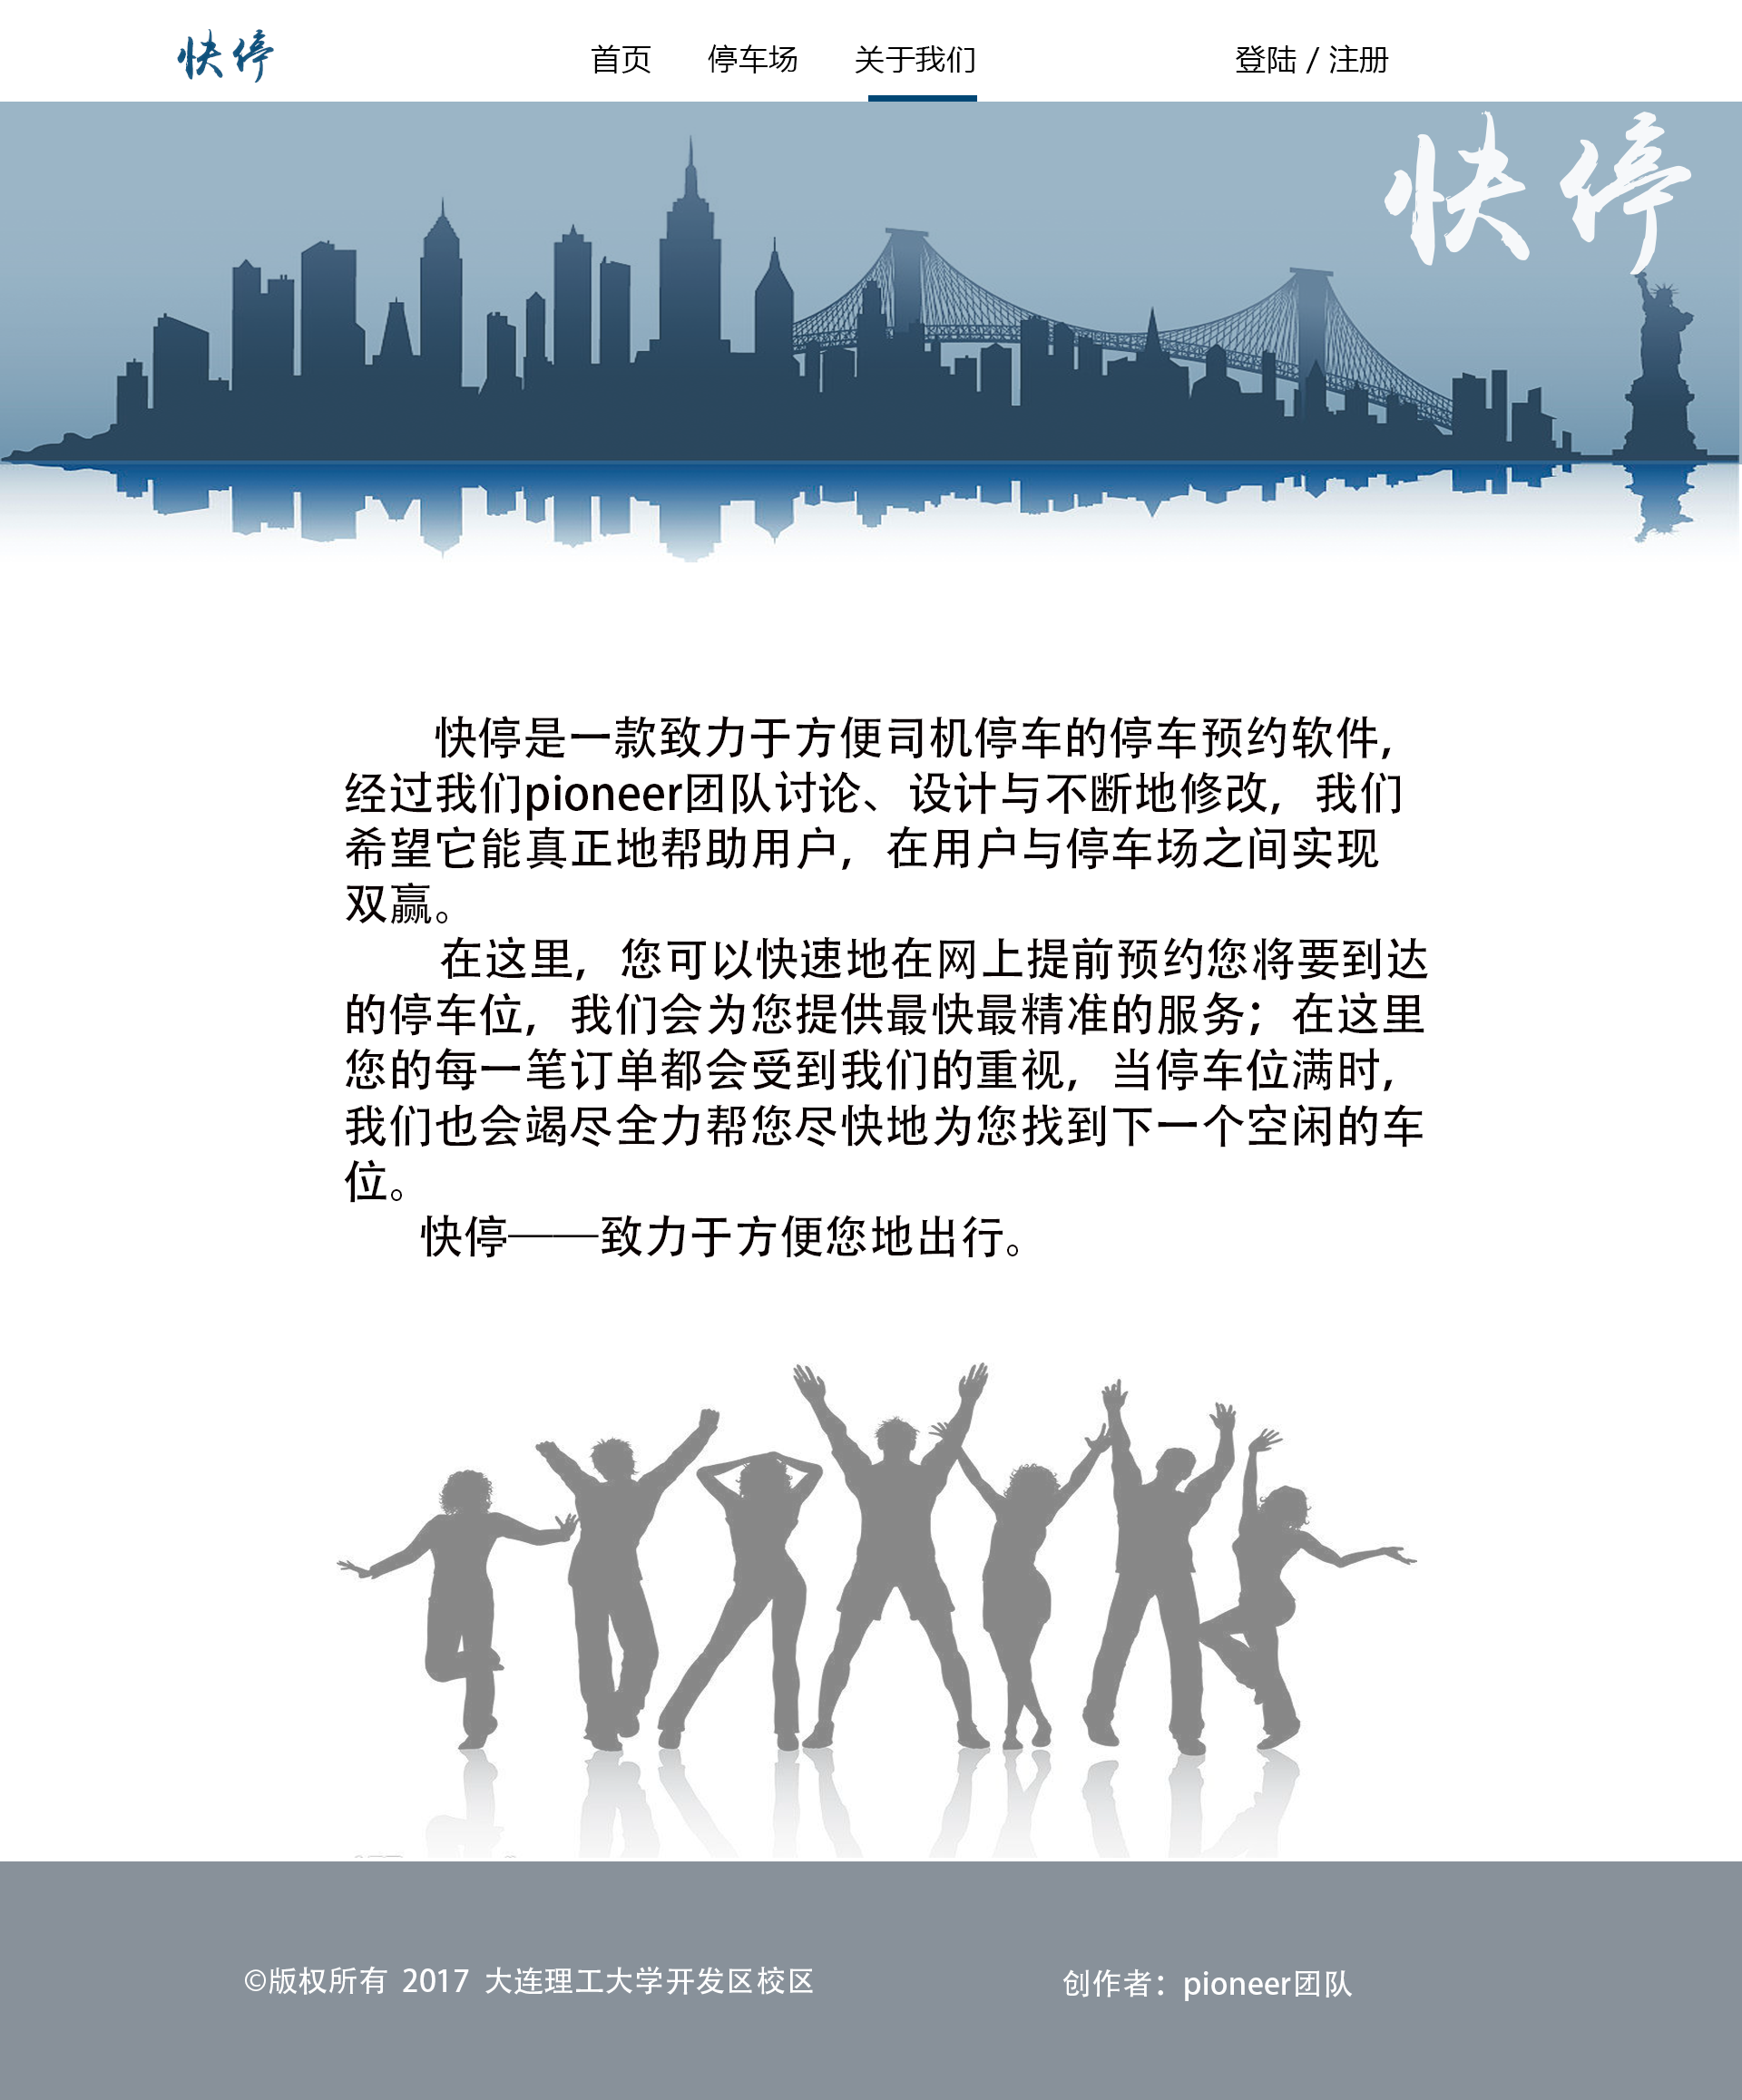 快停
首页 停车场 关于我们 登陆 / 注册
快停
快停是一款致力于方便司机停车的停车预约软件,
经过我们pioneer团队讨论、设计与不断地修改，我们
希望它能真正地帮助用户，在用户与停车场之间实现
双赢。
在这里，您可以快速地在网上提前预约您将要到达
的停车位，我们会为您提供最快最精准的服务；在这里
您的每一笔订单都会受到我们的重视，当停车位满时,
我们也会竭尽全力帮您尽快地为您找到下一个空闲的车
位。
快停——致力于方便您地出行。
©版权所有 2017 大连理工大学开发区校区
创作者：pioneer团队